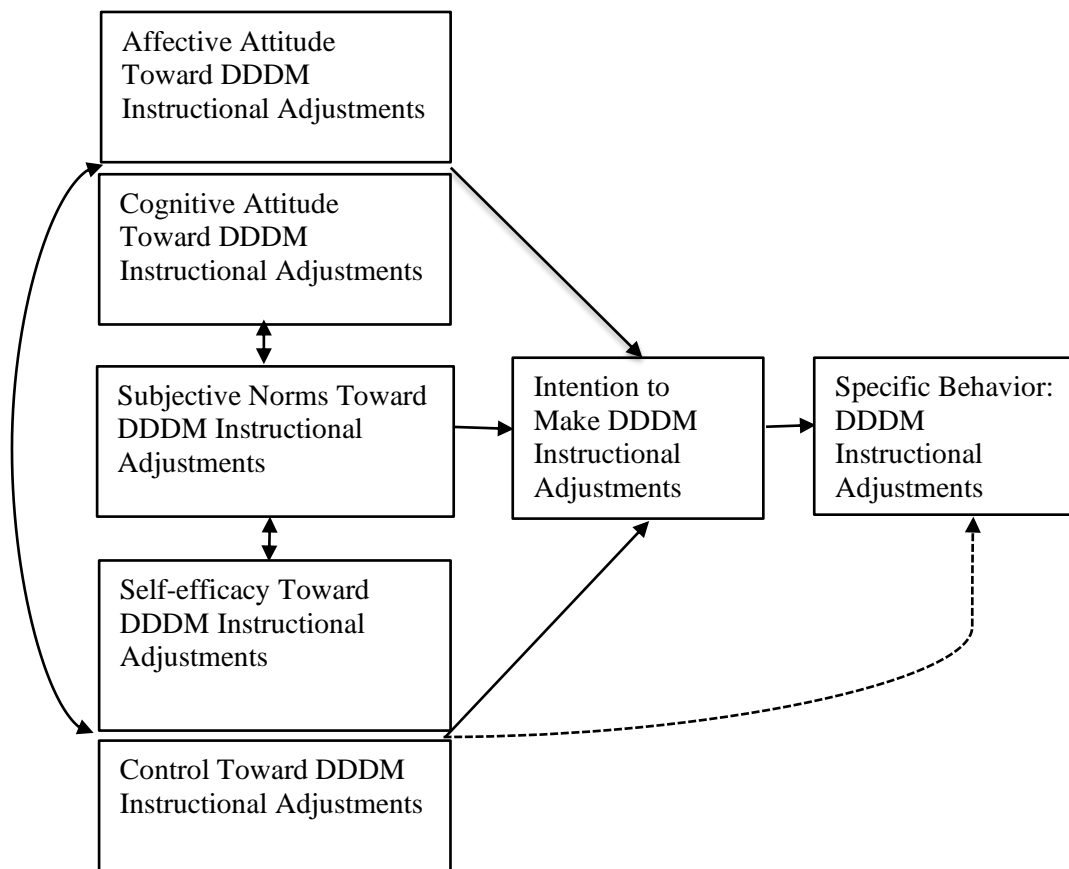 Affective Attitude
Toward DDDM
Instructional Adjustments
Cognitive Attitude
Toward DDDM
Instructional Adjustments
Subjective Norms Toward
DDDM Instructional
Adjustments
Self-efficacy Toward
DDDM Instructional
Adjustments
Control Toward DDDM
Instructional Adjustments
Intention to
Make DDDM
Instructional
Adjustments
Specific Behavior:
DDDM
Instructional
Adjustments